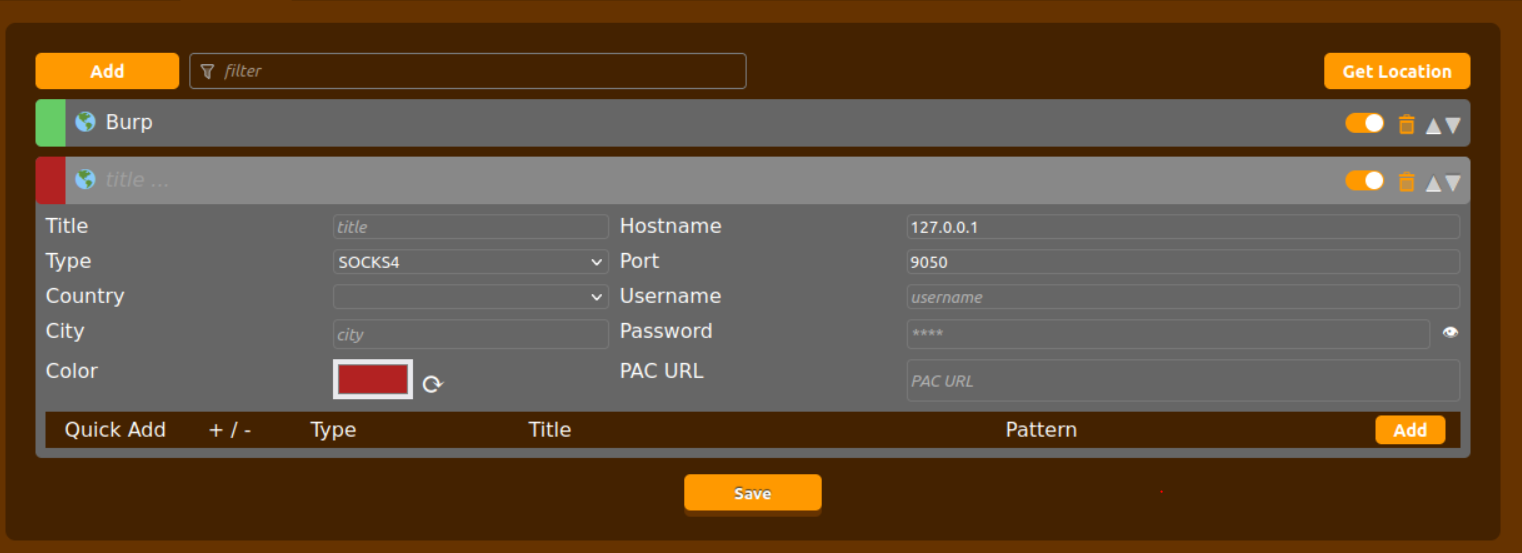 Add filter Get Location
Burp
title ...
Title title Hostname 127.0.0.1
Type SOCKS4 Port 9050
Country Username username
City city Password ****
Color PAC URL PAC URL
Quick Add + / - Type Title Pattern Add
Save